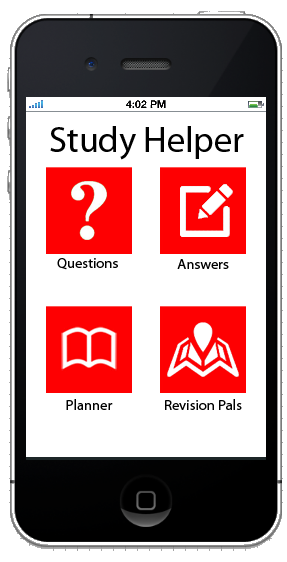 4:02 PM
Study Helper
?
Questions
Answers
Planner
Revision Pals